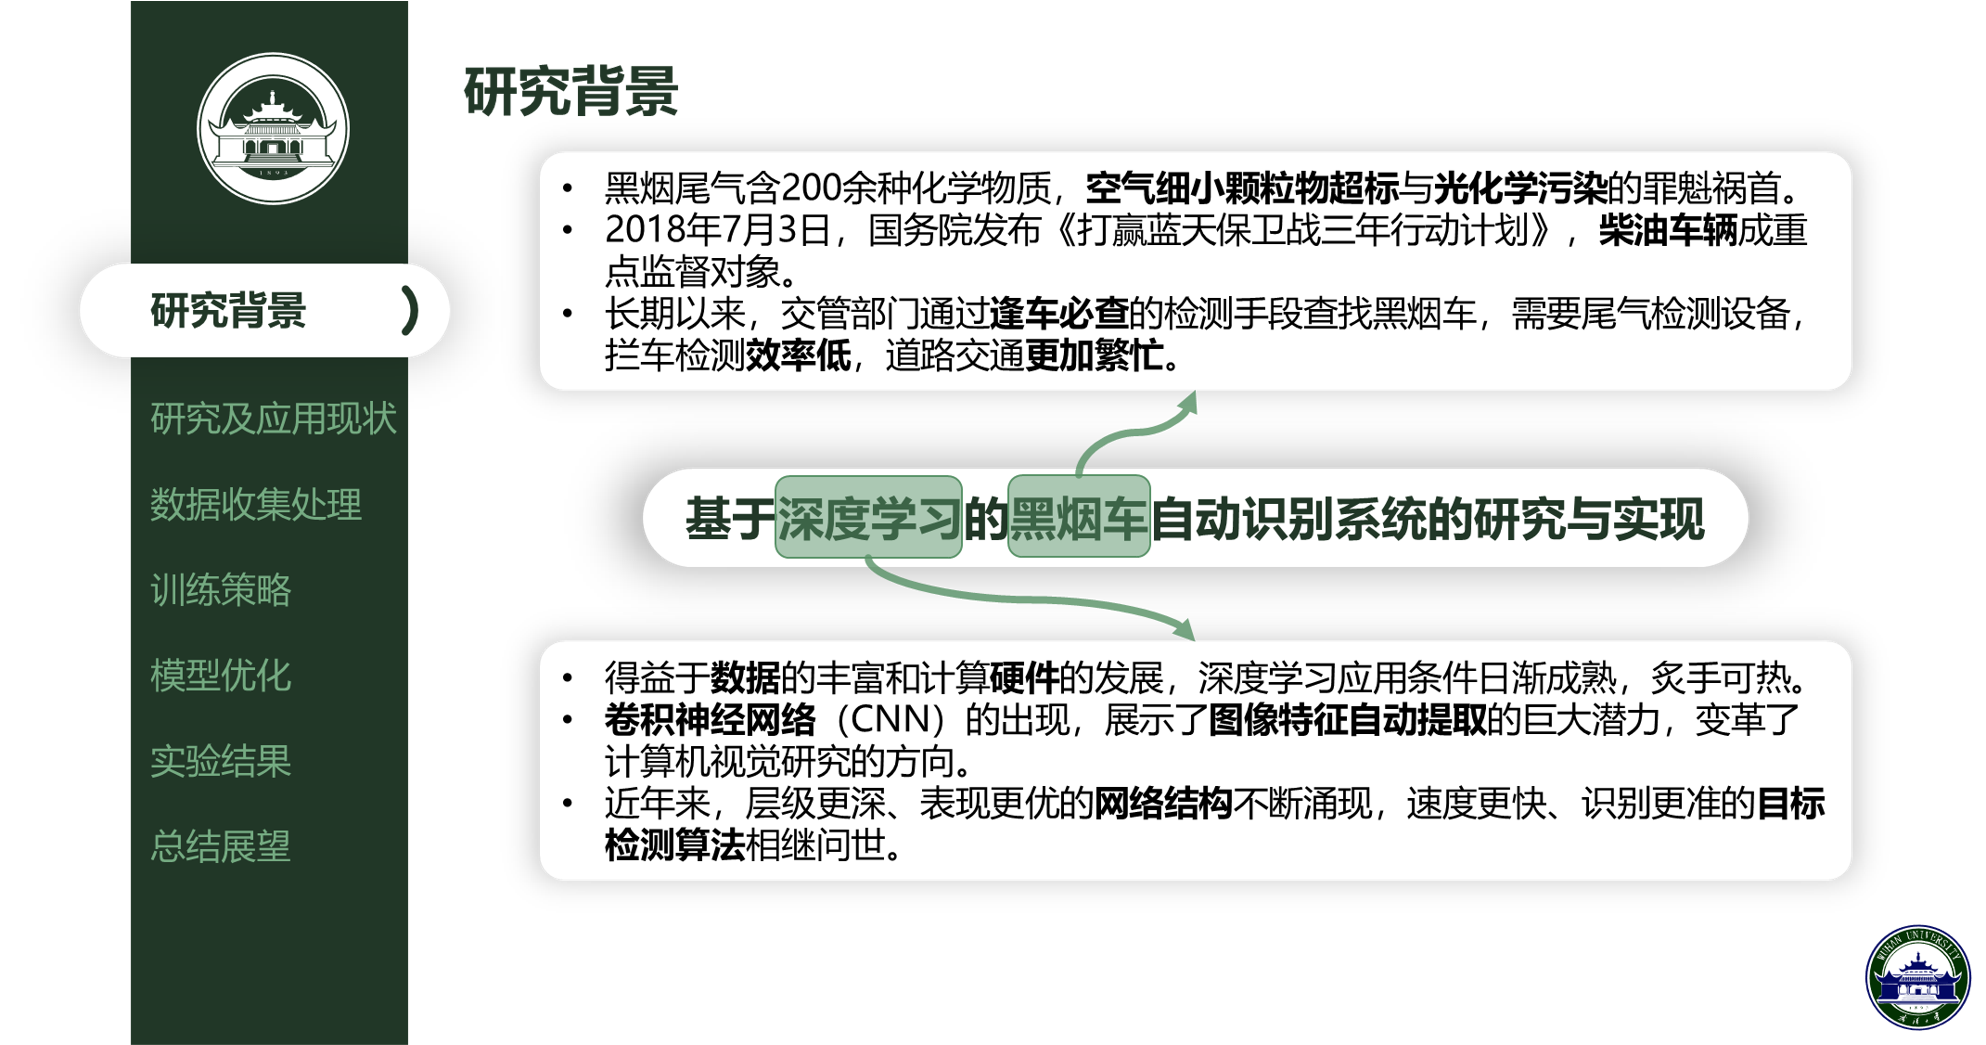 1893
研究背景
研究及应用现状
数据收集处理
训练策略
模型优化
实验结果
总结展望
研究背景
• 黑烟尾气含200余种化学物质，空气细小颗粒物超标与光化学污染的罪魁祸首。
• 2018年7月3日，国务院发布《打赢蓝天保卫战三年行动计划》，柴油车辆成重
点监督对象。
• 长期以来，交管部门通过逢车必查的检测手段查找黑烟车，需要尾气检测设备，
拦车检测效率低，道路交通更加繁忙。
基于深度学习的黑烟车自动识别系统的研究与实现
• 得益于数据的丰富和计算硬件的发展，深度学习应用条件日渐成熟，炙手可热。
• 卷积神经网络（CNN）的出现，展示了图像特征自动提取的巨大潜力，变革了
计算机视觉研究的方向。
• 近年来，层级更深、表现更优的网络结构不断涌现，速度更快、识别更准的目标
检测算法相继问世。
WUHAN UNIVERSITY
1893